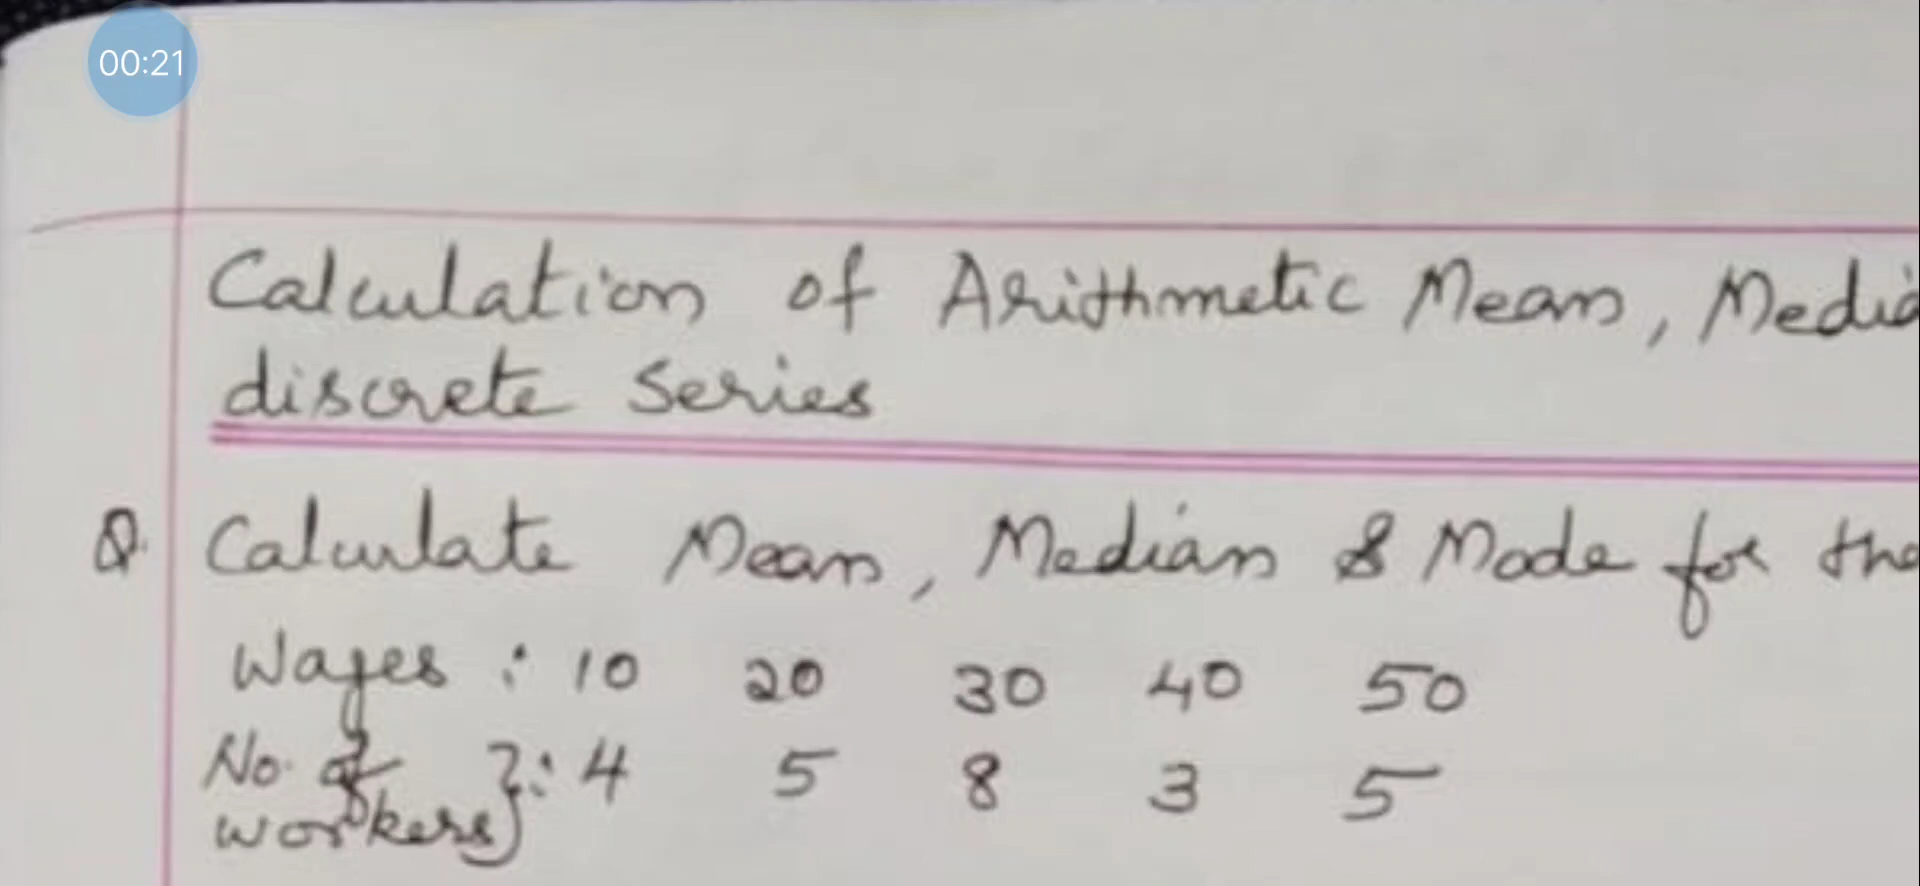 00:21
Calculation of Arithmetic Mean, Media
discrete Series
Q. Calculate Mean, Median & Mode for the
Wages : 10 20 30 40 50
No. of }: 4 5 8 3 5
workers